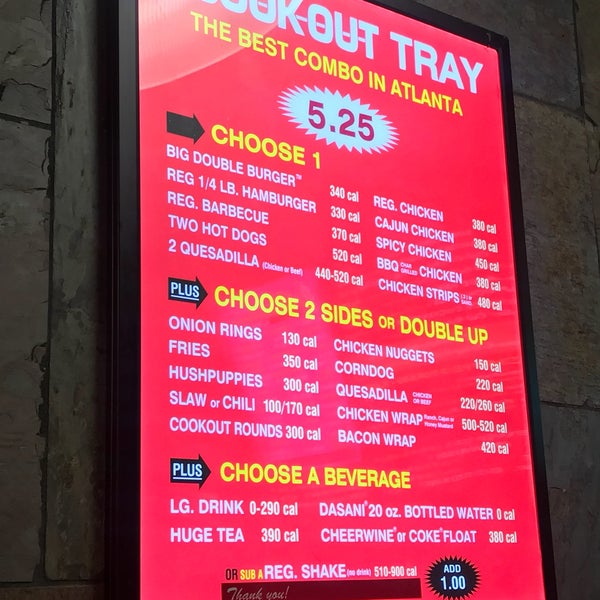 COOK-OUT TRAY
THE BEST COMBO IN ATLANTA
5.25
CHOOSE 1
BIG DOUBLE BURGER™ 340 cal
REG 1/4 LB. HAMBURGER 330 cal
REG. BARBECUE 370 cal
TWO HOT DOGS 520 cal
2 QUESADILLA (Chicken or Beef) 440-520 cal
REG. CHICKEN 380 cal
CAJUN CHICKEN 380 cal
SPICY CHICKEN 450 cal
BBQ CHAR GRILLED CHICKEN 380 cal
CHICKEN STRIPS 480 cal
PLUS CHOOSE 2 SIDES OR DOUBLE UP
ONION RINGS 130 cal
FRIES 350 cal
HUSHPUPPIES 300 cal
SLAW or CHILI 100/170 cal
COOKOUT ROUNDS 300 cal
CHICKEN NUGGETS 150 cal
CORNDOG 220 cal
QUESADILLA CHICKEN OR BEEF 220/260 cal
CHICKEN WRAP Ranch, Cajun or Honey Mustard 500-520 cal
BACON WRAP 420 cal
PLUS CHOOSE A BEVERAGE
LG. DRINK 0-290 cal
HUGE TEA 390 cal
DASANI® 20 oz. BOTTLED WATER 0 cal
CHEERWINE® or COKE® FLOAT 380 cal
OR SUB A REG. SHAKE (no drink) 510-900 cal
ADD 1.00
Thank you!